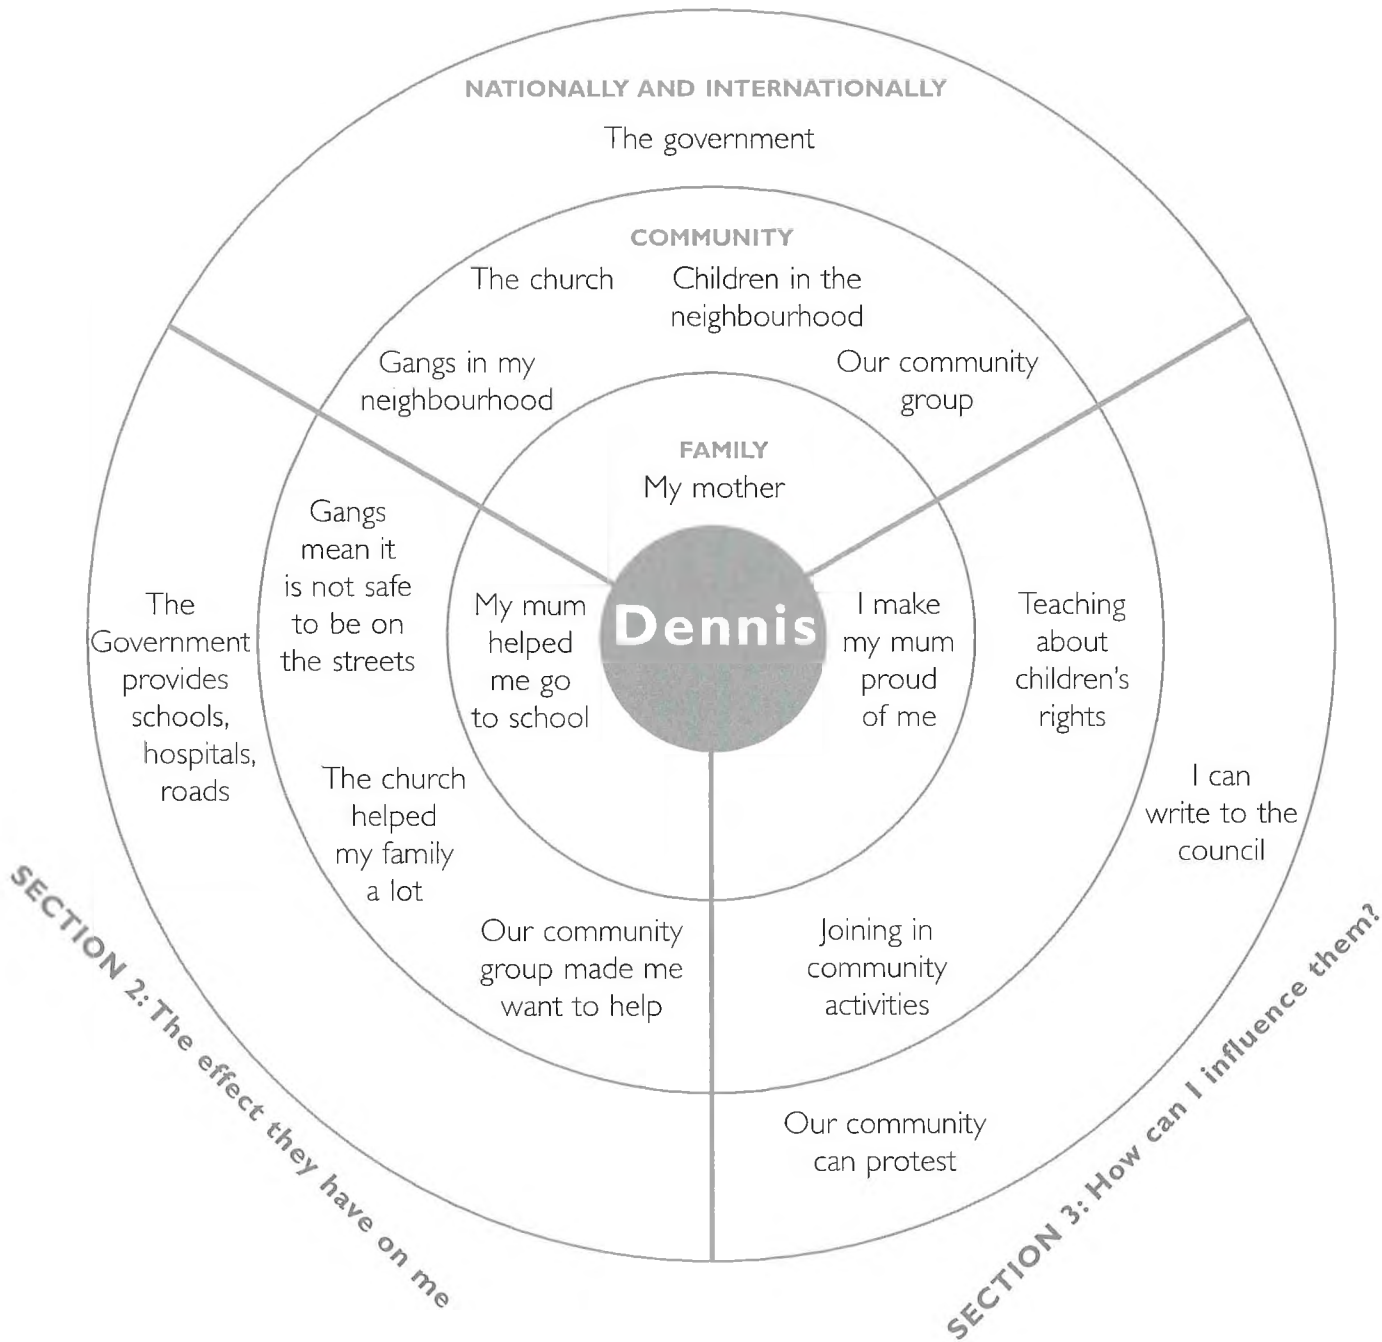 NATIONALLY AND INTERNATIONALLY
The government
COMMUNITY
The church
Children in the
neighbourhood
Gangs in my
neighbourhood
Our community
group
FAMILY
My mother
Dennis
Gangs
mean it
is not safe
to be on
the streets
The
Government
provides
schools,
hospitals,
roads
My mum
helped
me go
to school
I make
my mum
proud
of me
Teaching
about
children's
rights
The church
helped
my family
a lot
I can
write to the
council
Our community
group made me
want to help
Joining in
community
activities
Our community
can protest
SECTION 2: The effect they have on me
SECTION 3: How can I influence them?